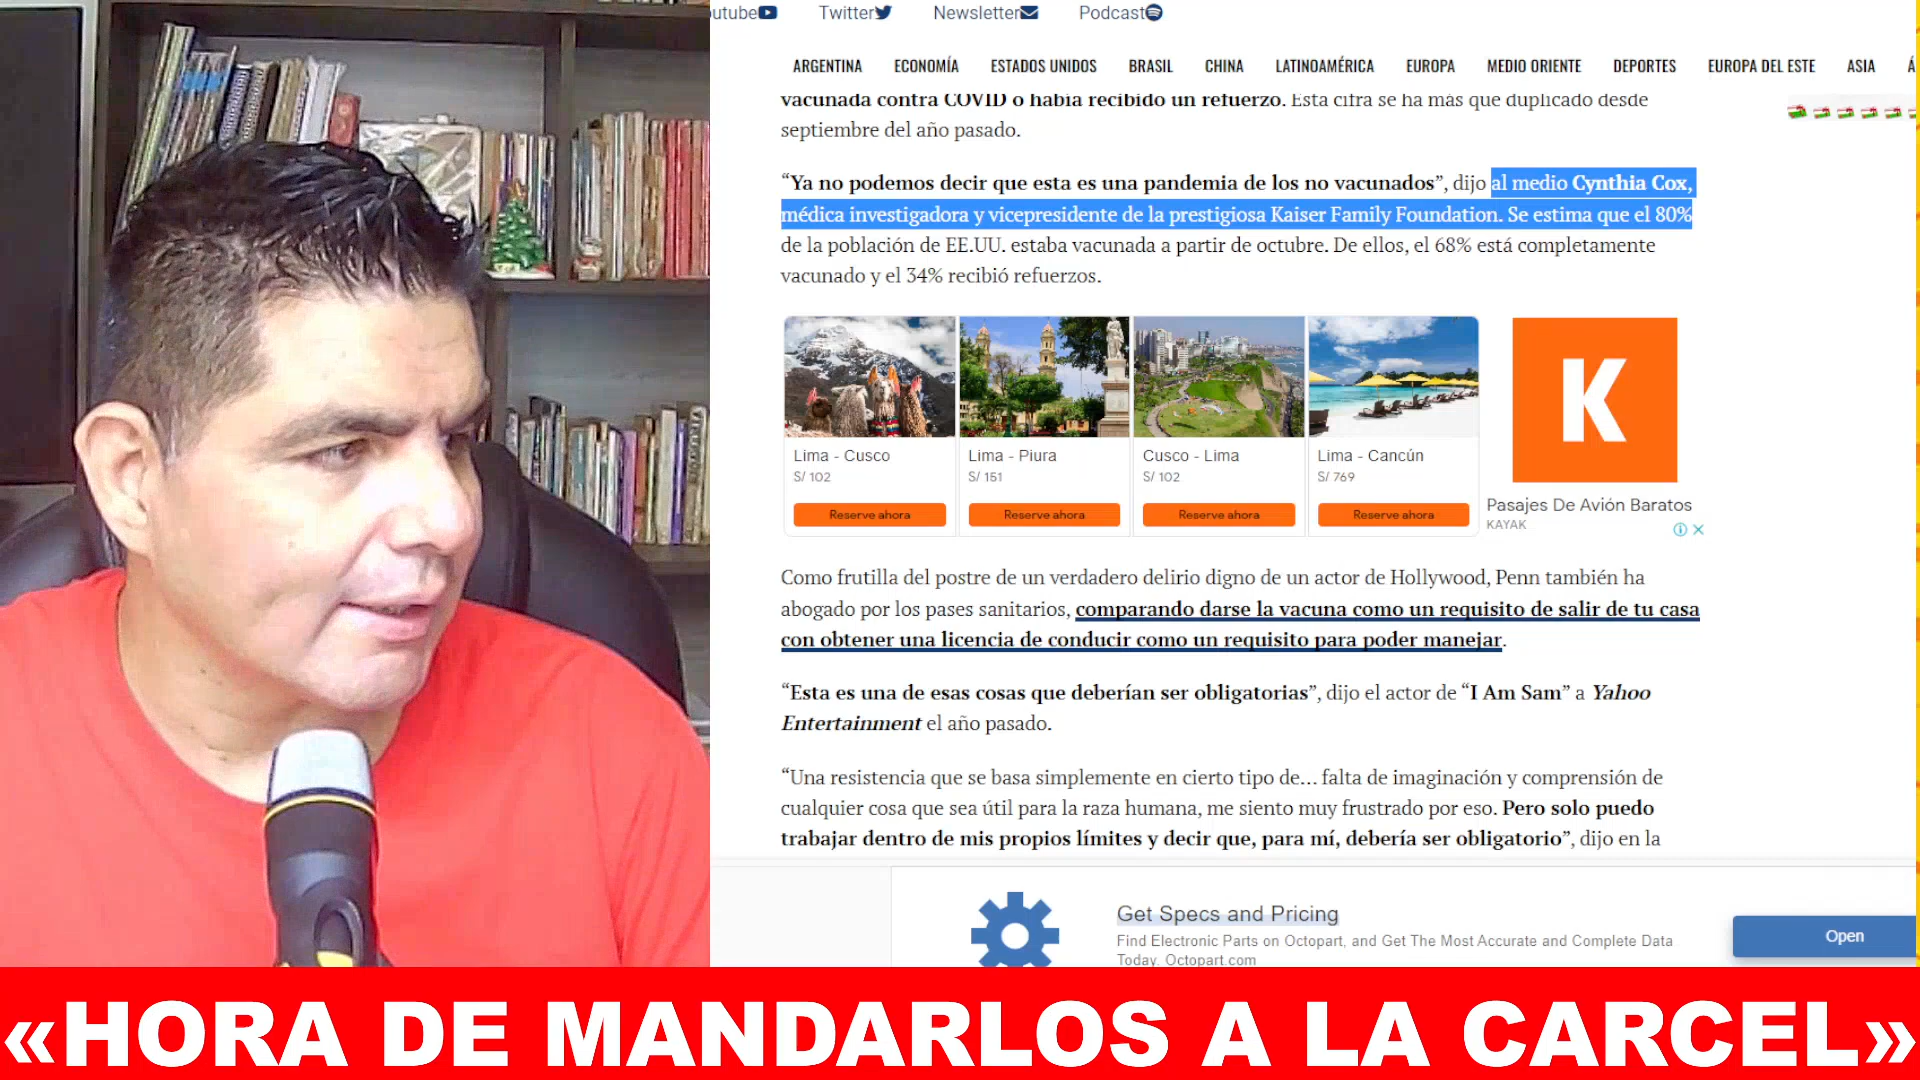 outube
Twitter
Newsletter
Podcast
ARGENTINA
ECONOMÍA
ESTADOS UNIDOS
BRASIL
CHINA
LATINOAMÉRICA
EUROPA
MEDIO ORIENTE
DEPORTES
EUROPA DEL ESTE
ASIA
Á
vacunada contra COVID o había recibido un refuerzo. Esta cifra se ha más que duplicado desde
septiembre del año pasado.
“Ya no podemos decir que esta es una pandemia de los no vacunados”, dijo al medio Cynthia Cox,
médica investigadora y vicepresidente de la prestigiosa Kaiser Family Foundation. Se estima que el 80%
de la población de EE.UU. estaba vacunada a partir de octubre. De ellos, el 68% está completamente
vacunado y el 34% recibió refuerzos.
Lima - Cusco
S/ 102
Reserve ahora
Lima - Piura
S/ 151
Reserve ahora
Cusco - Lima
S/ 102
Reserve ahora
Lima - Cancún
S/ 769
Reserve ahora
K
Pasajes De Avión Baratos
KAYAK
Como frutilla del postre de un verdadero delirio digno de un actor de Hollywood, Penn también ha
abogado por los pases sanitarios, comparando darse la vacuna como un requisito de salir de tu casa
con obtener una licencia de conducir como un requisito para poder manejar.
“Esta es una de esas cosas que deberían ser obligatorias”, dijo el actor de “I Am Sam” a Yahoo
Entertainment el año pasado.
“Una resistencia que se basa simplemente en cierto tipo de... falta de imaginación y comprensión de
cualquier cosa que sea útil para la raza humana, me siento muy frustrado por eso. Pero solo puedo
trabajar dentro de mis propios límites y decir que, para mí, debería ser obligatorio”, dijo en la
Get Specs and Pricing
Find Electronic Parts on Octopart, and Get The Most Accurate and Complete Data
Today. Octopart.com
Open
«HORA DE MANDARLOS A LA CARCEL»